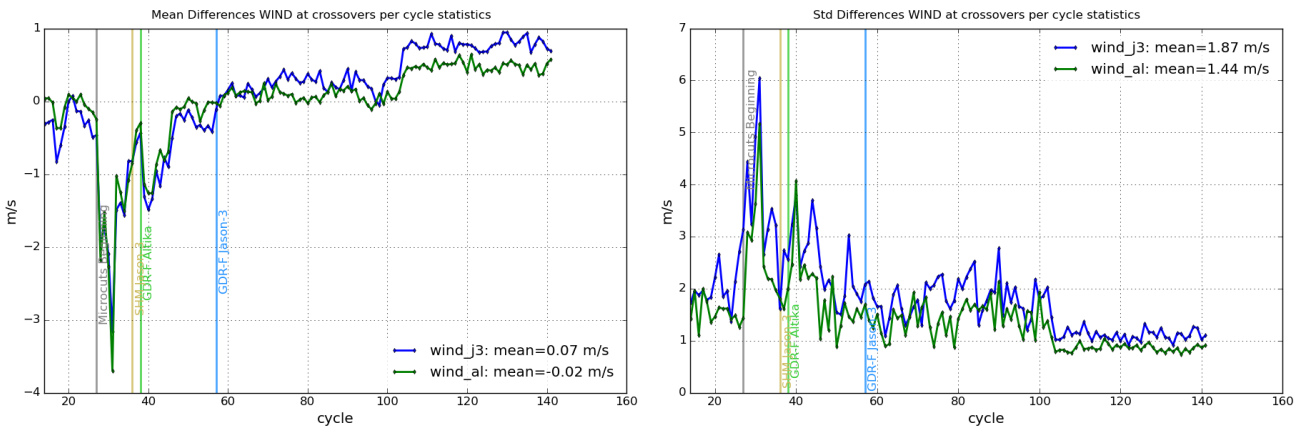 Mean Differences WIND at crossovers per cycle statistics
1
0
−1
−2
−3
−4
m/s
20
40
60
80
100
120
140
160
cycle
Microcuts Beginning
SHM Jason-3
GDR-F Altika
GDR-F Jason-3
wind_j3: mean=0.07 m/s
wind_al: mean=-0.02 m/s
Std Differences WIND at crossovers per cycle statistics
7
6
5
4
3
2
1
0
m/s
20
40
60
80
100
120
140
160
cycle
Microcuts Beginning
SHM Jason-3
GDR-F Altika
GDR-F Jason-3
wind_j3: mean=1.87 m/s
wind_al: mean=1.44 m/s